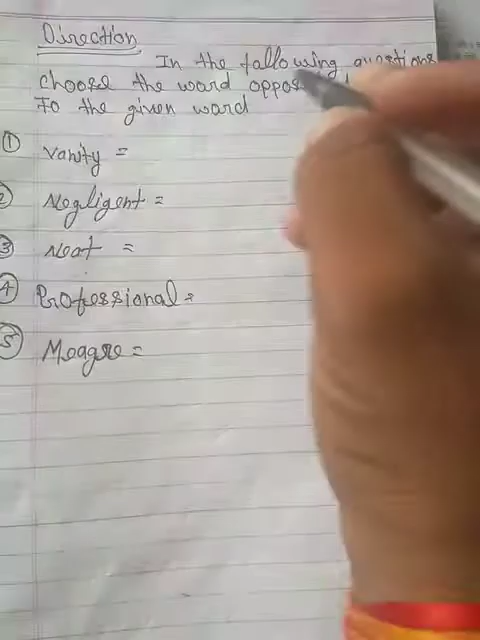 Direction
In the following questions
choose the word oppos
to the given word
① Vanity =
② Negligent =
③ Neat =
④ Professional =
⑤ Meagre =